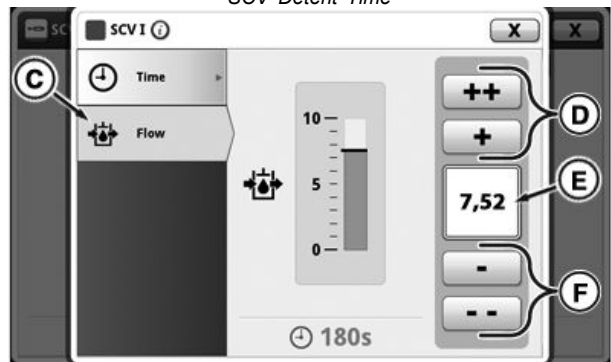 SCV Detent Time
SC
SCV I i
X
X
C
Time
Flow
10
5
0
180s
++
+
7,52
-
- -
D
E
F